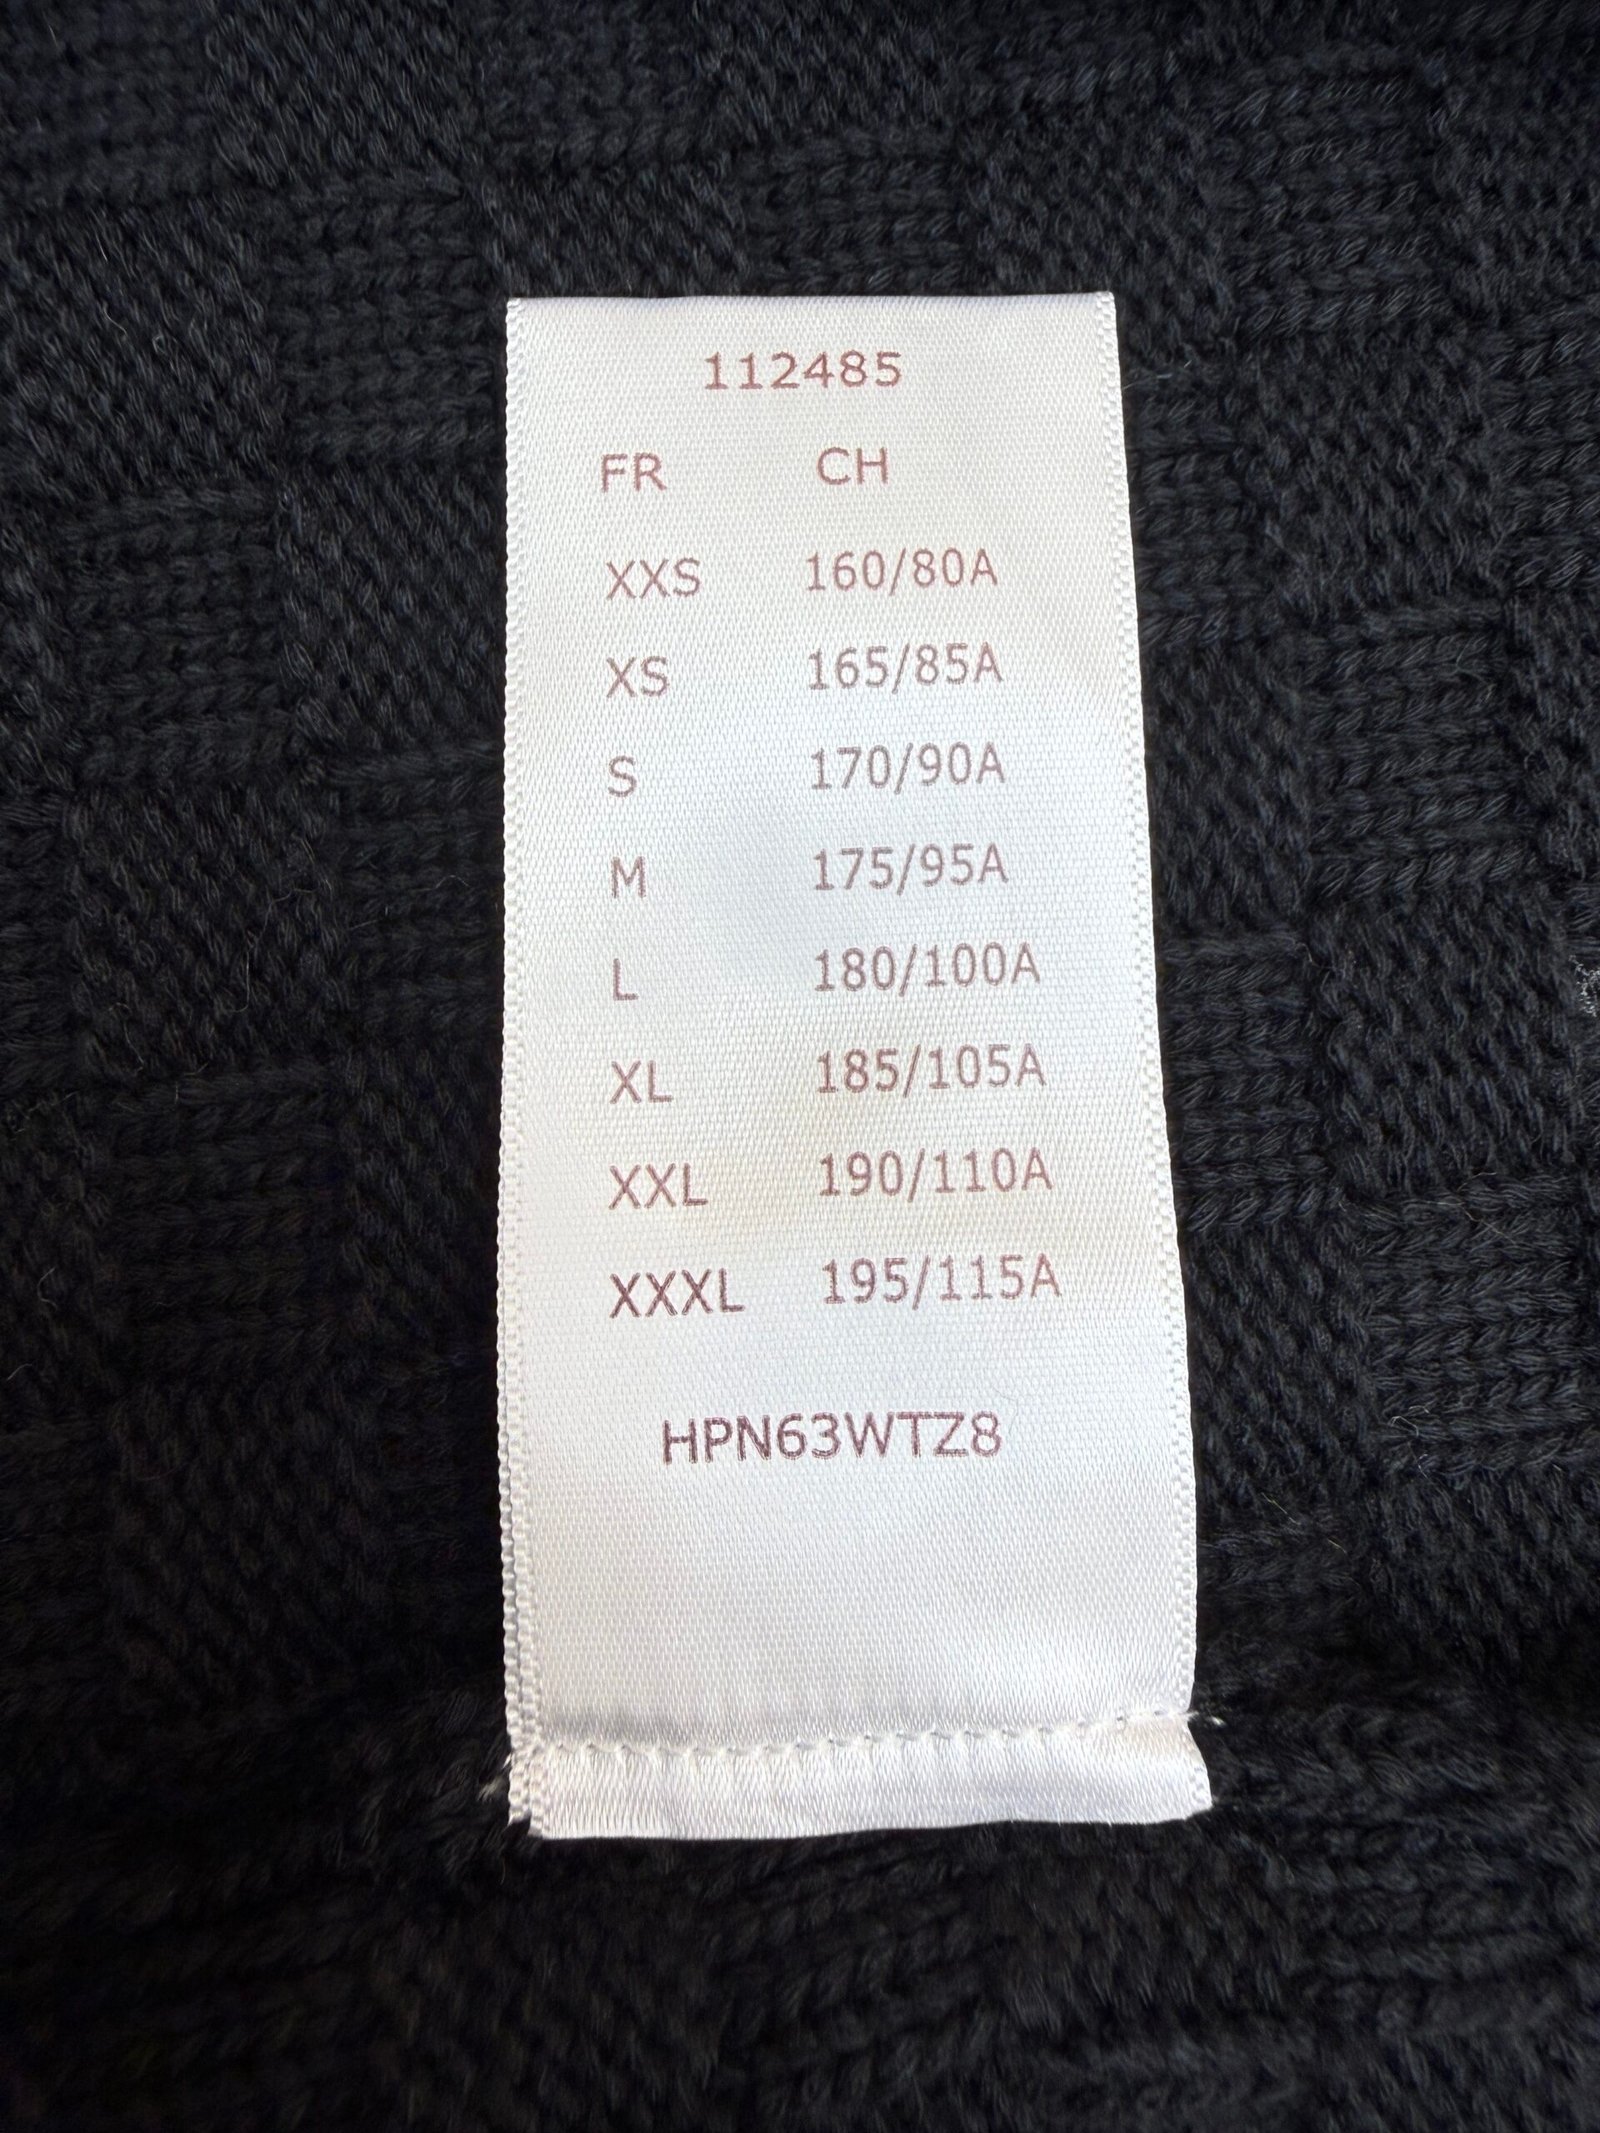 112485
FR CH
XXS 160/80A
XS 165/85A
S 170/90A
M 175/95A
L 180/100A
XL 185/105A
XXL 190/110A
XXXL 195/115A
HPN63WTZ8